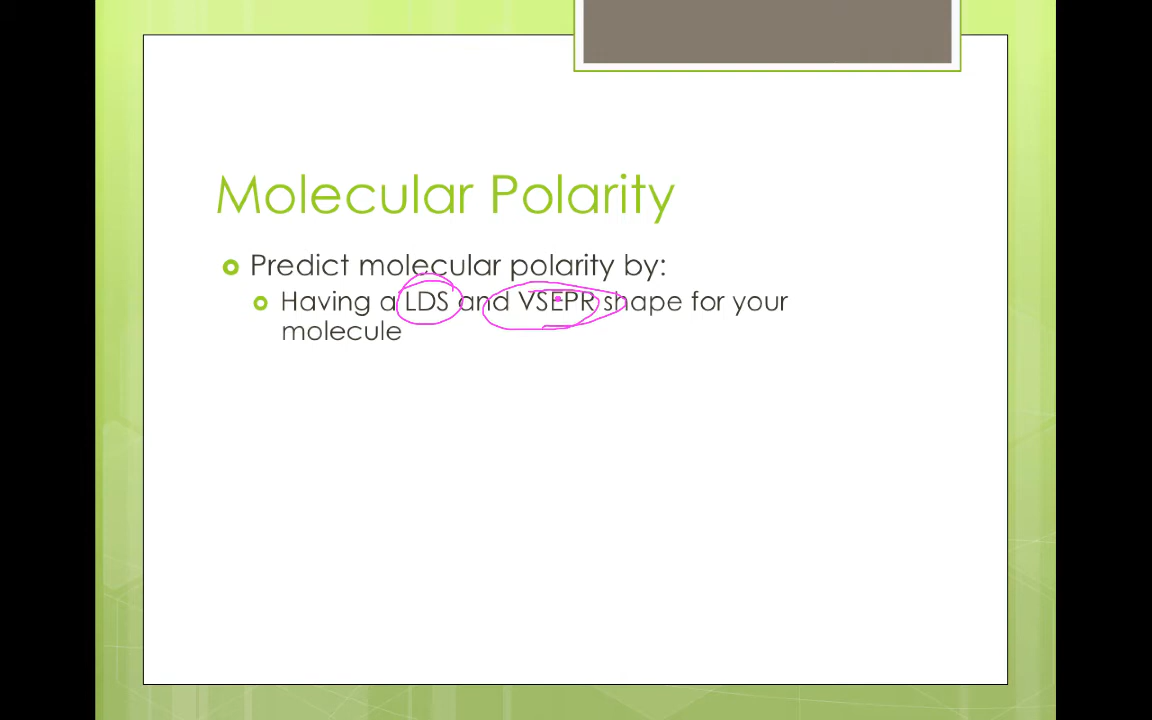 Molecular Polarity
Predict molecular polarity by:
Having a LDS and VSEPR shape for your
molecule